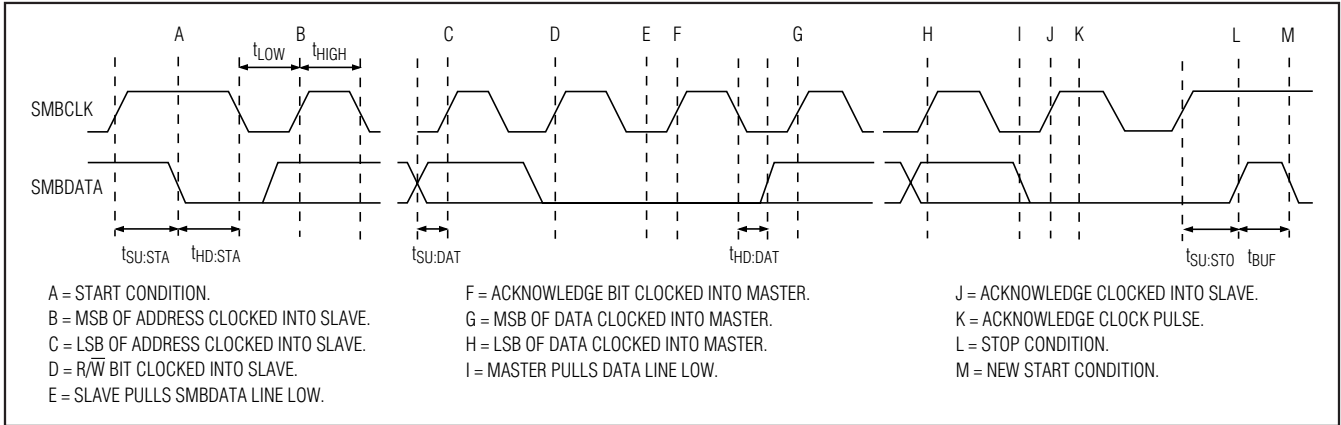 A B C D E F G H I J K L M
tLOW tHIGH
SMBCLK
SMBDATA
tSU:STA tHD:STA tSU:DAT tHD:DAT tSU:STO tBUF
A = START CONDITION.
B = MSB OF ADDRESS CLOCKED INTO SLAVE.
C = LSB OF ADDRESS CLOCKED INTO SLAVE.
D = R/W̅ BIT CLOCKED INTO SLAVE.
E = SLAVE PULLS SMBDATA LINE LOW.
F = ACKNOWLEDGE BIT CLOCKED INTO MASTER.
G = MSB OF DATA CLOCKED INTO MASTER.
H = LSB OF DATA CLOCKED INTO MASTER.
I = MASTER PULLS DATA LINE LOW.
J = ACKNOWLEDGE CLOCKED INTO SLAVE.
K = ACKNOWLEDGE CLOCK PULSE.
L = STOP CONDITION.
M = NEW START CONDITION.